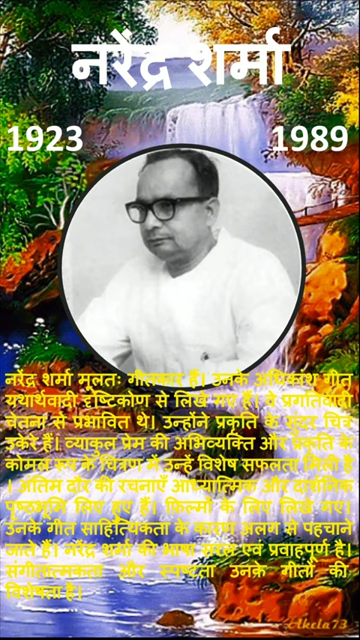 नरेंद्र शर्मा
1923 1989
नरेंद्र शर्मा मूलतः गीतकार हैं। उनके अधिकांश गीत
यथार्थवादी दृष्टिकोण से लिखे गए हैं। वे प्रगतिवादी
चेतना से प्रभावित थे। उन्होंने प्रकृति के सुंदर चित्र
उकेरे हैं। व्याकुल प्रेम की अभिव्यक्ति और प्रकृति के
कोमल रूप के चित्रण में उन्हें विशेष सफलता मिली है
। अंतिम दौर की रचनाएँ आध्यात्मिक और दार्शनिक
पृष्ठभूमि लिए हुए हैं। फ़िल्मों के लिए लिखे गए।
उनके गीत साहित्यिकता के कारण अलग से पहचाने
जाते हैं। नरेंद्र शर्मा की भाषा सरल एवं प्रवाहपूर्ण है।
संगीतात्मकता और स्पष्टता उनके गीतों की
विशेषता है।
Akela73